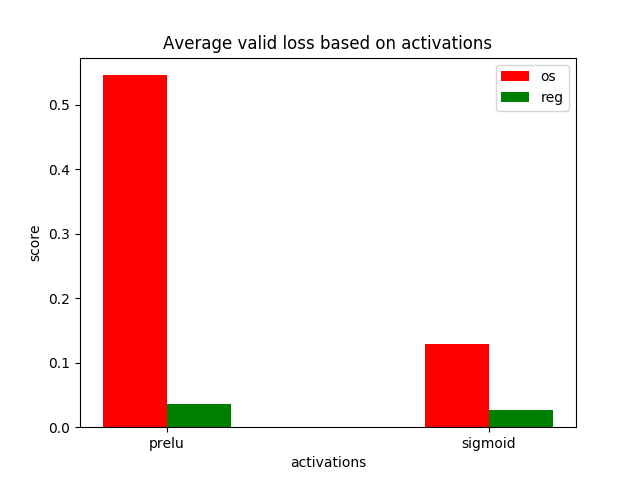 Average valid loss based on activations
os
reg
score
0.5
0.4
0.3
0.2
0.1
0.0
prelu
sigmoid
activations